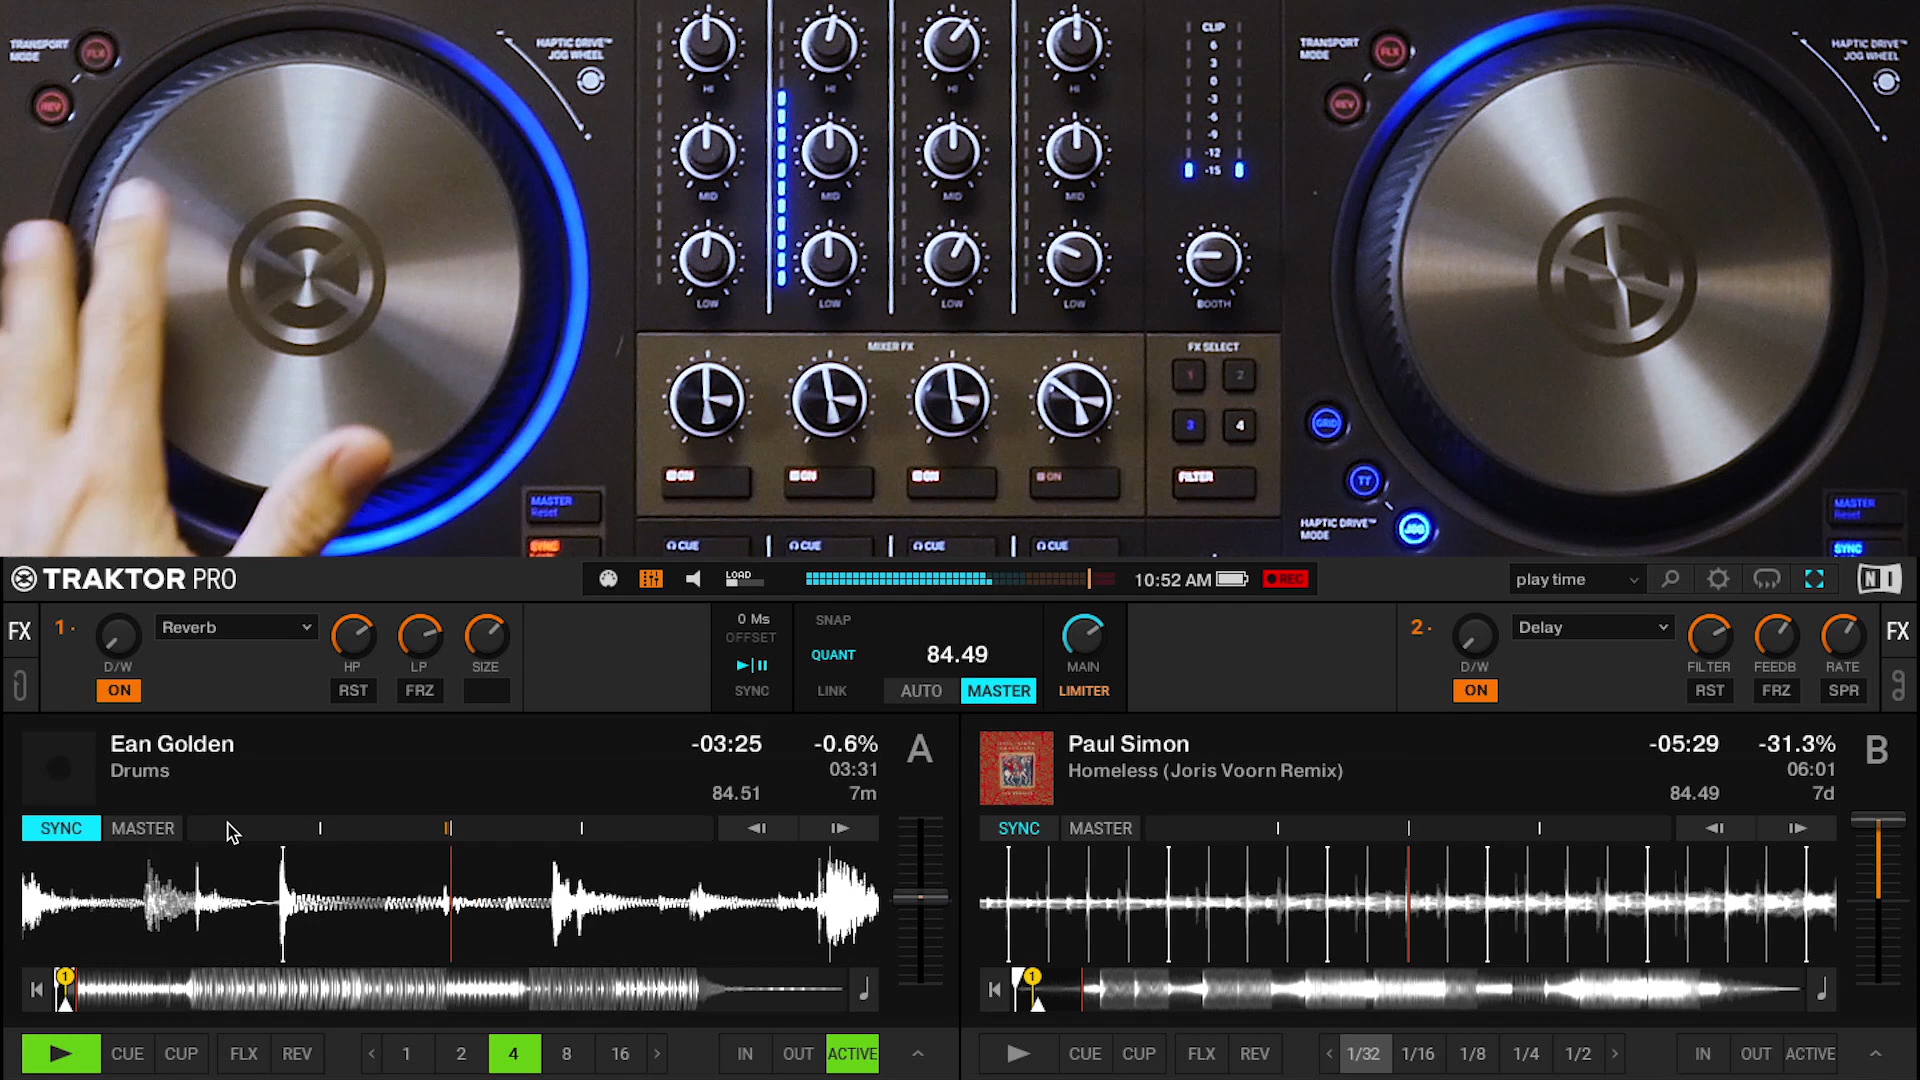 TRANSPORT
MODE
FLX
REV
HAPTIC DRIVE™
JOG WHEEL
HI
HI
HI
HI
MID
MID
MID
MID
LOW
LOW
LOW
LOW
CLIP
6
3
0
-3
-6
-9
-12
-15
BOOTH
TRANSPORT
MODE
FLX
REV
HAPTIC DRIVE™
JOG WHEEL
MIXER FX
FX SELECT
1
2
3
4
ON
ON
ON
ON
FILTER
GRID
TT
JOG
HAPTIC DRIVE™
MODE
MASTER
Reset
SYNC
MASTER
Reset
SYNC
CUE
CUE
CUE
CUE
TRAKTOR PRO
LOAD
10:52 AM
REC
play time
NI
FX
1
Reverb
D/W
ON
HP
LP
SIZE
RST
FRZ
0 Ms
OFFSET
SYNC
SNAP
QUANT
LINK
84.49
AUTO
MASTER
MAIN
LIMITER
2
Delay
D/W
ON
FILTER
FEEDB
RATE
RST
FRZ
SPR
FX
Ean Golden
Drums
-03:25
-0.6%
03:31
84.51
7m
A
SYNC
MASTER
1
CUE
CUP
FLX
REV
1
2
4
8
16
IN
OUT
ACTIVE
Paul Simon
Homeless (Joris Voorn Remix)
-05:29
-31.3%
06:01
84.49
7d
B
SYNC
MASTER
1
CUE
CUP
FLX
REV
1/32
1/16
1/8
1/4
1/2
IN
OUT
ACTIVE